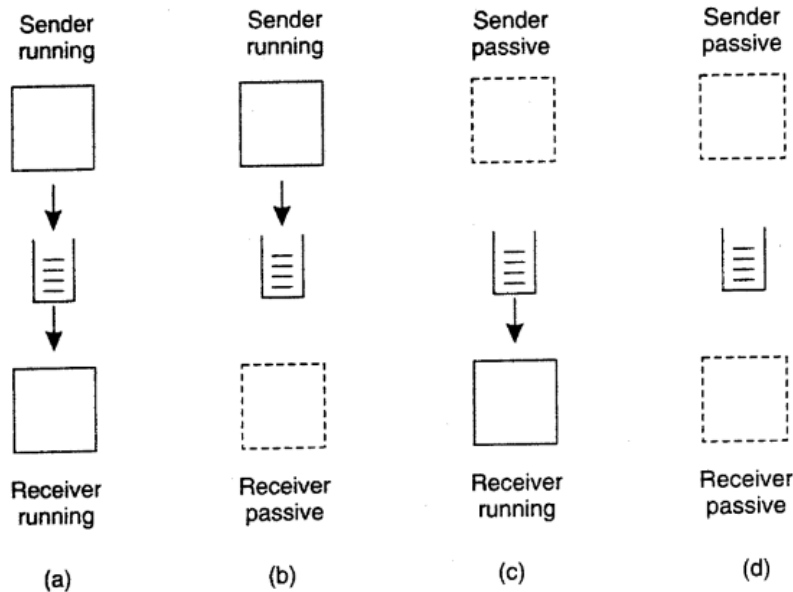 Sender
running
Sender
running
Sender
passive
Sender
passive
Receiver
running
Receiver
passive
Receiver
running
Receiver
passive
(a)
(b)
(c)
(d)